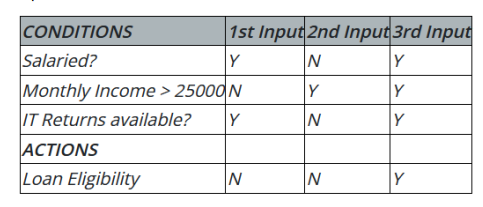 CONDITIONS 1st Input 2nd Input 3rd Input
Salaried? Y N Y
Monthly Income > 25000 N Y Y
IT Returns available? Y N Y
ACTIONS
Loan Eligibility N N Y